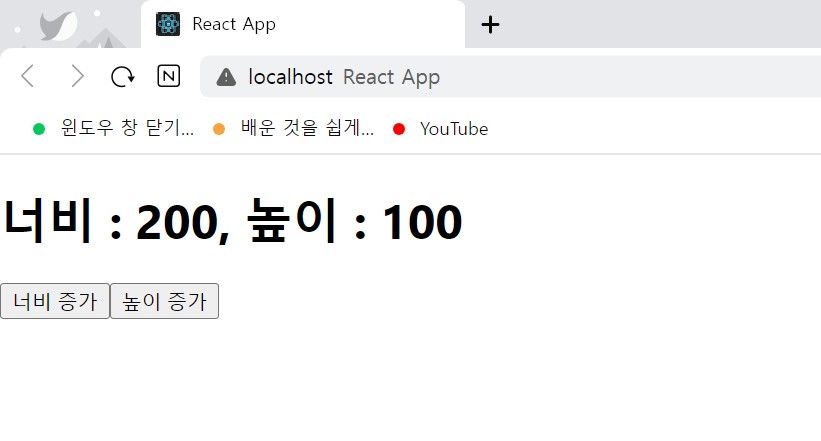 React App
localhost React App
윈도우 창 닫기... 배운 것을 쉽게... YouTube
너비 : 200, 높이 : 100
너비 증가 높이 증가